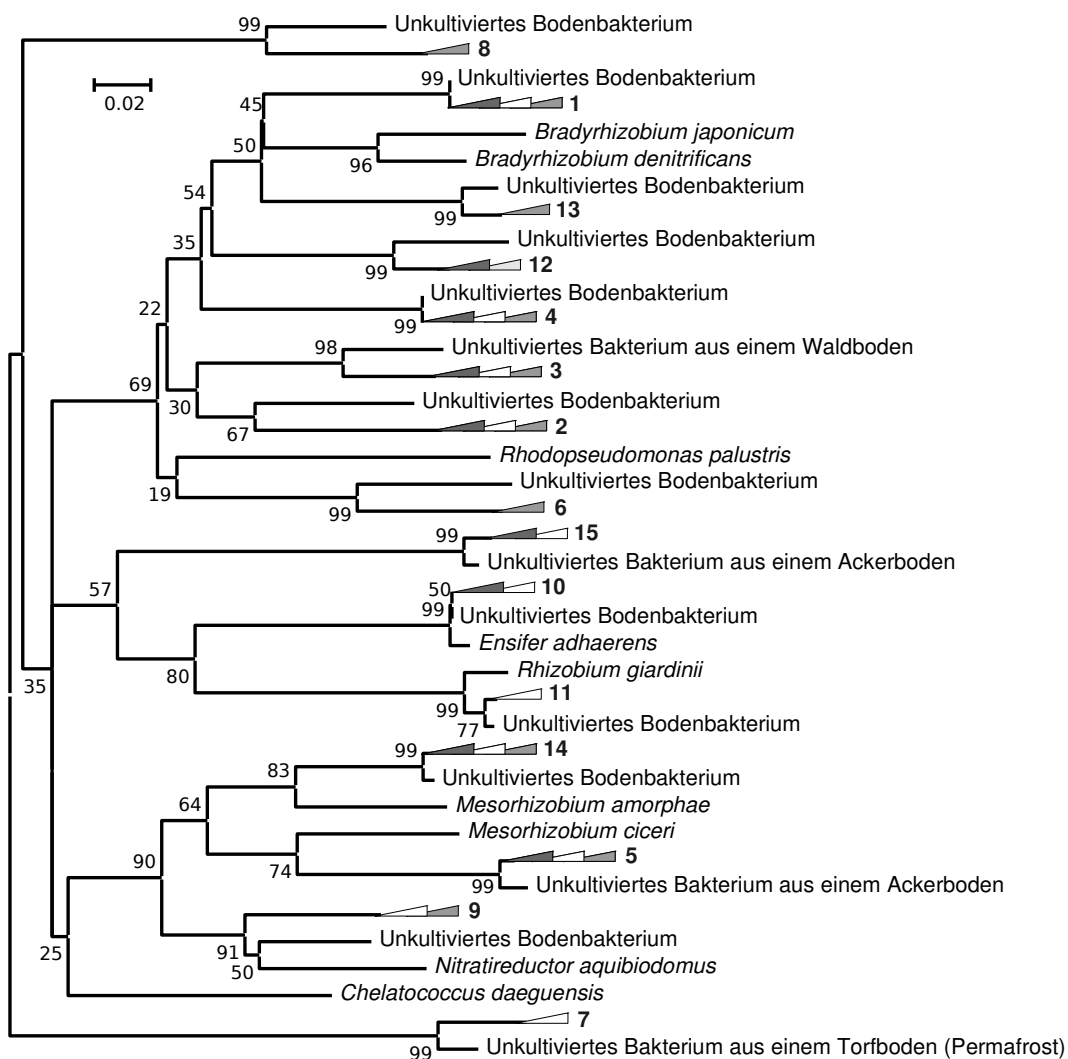 99 Unkultiviertes Bodenbakterium
8
0.02
99 Unkultiviertes Bodenbakterium
45 1
Bradyrhizobium japonicum
50
96 Bradyrhizobium denitrificans
54 Unkultiviertes Bodenbakterium
99 13
35 Unkultiviertes Bodenbakterium
99 12
Unkultiviertes Bodenbakterium
22 99 4
98 Unkultiviertes Bakterium aus einem Waldboden
3
69 30 Unkultiviertes Bodenbakterium
67 2
Rhodopseudomonas palustris
19 Unkultiviertes Bodenbakterium
99 6
99 15
Unkultiviertes Bakterium aus einem Ackerboden
57 50 10
99 Unkultiviertes Bodenbakterium
Ensifer adhaerens
80 Rhizobium giardinii
35 99 11
77 Unkultiviertes Bodenbakterium
99 14
83 Unkultiviertes Bodenbakterium
64 Mesorhizobium amorphae
Mesorhizobium ciceri
90 74 5
99 Unkultiviertes Bakterium aus einem Ackerboden
9
25 91 Unkultiviertes Bodenbakterium
50 Nitratireductor aquibiodomus
Chelatococcus daeguensis
7
99 Unkultiviertes Bakterium aus einem Torfboden (Permafrost)